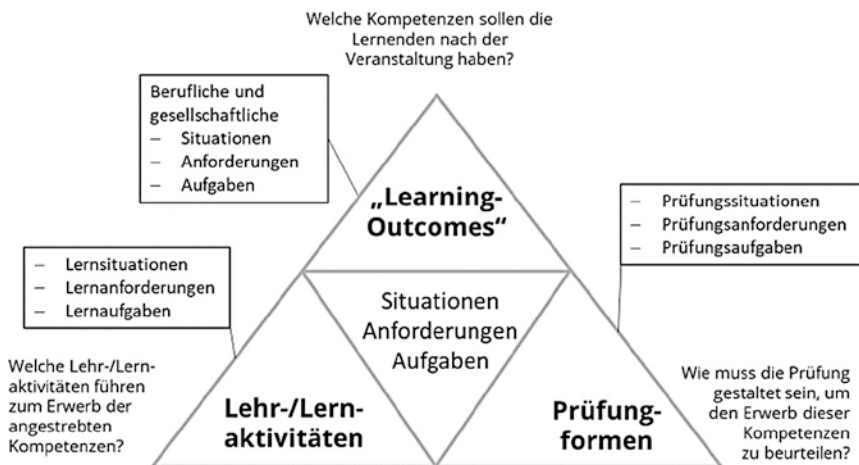 Welche Kompetenzen sollen die
Lernenden nach der
Veranstaltung haben?
Berufliche und
gesellschaftliche
– Situationen
– Anforderungen
– Aufgaben
„Learning-
Outcomes“
– Prüfungssituationen
– Prüfungsanforderungen
– Prüfungsaufgaben
– Lernsituationen
– Lernanforderungen
– Lernaufgaben
Situationen
Anforderungen
Aufgaben
Welche Lehr-/Lern-
aktivitäten führen
zum Erwerb der
angestrebten
Kompetenzen?
Lehr-/Lern-
aktivitäten
Prüfung-
formen
Wie muss die Prüfung
gestaltet sein, um
den Erwerb dieser
Kompetenzen
zu beurteilen?